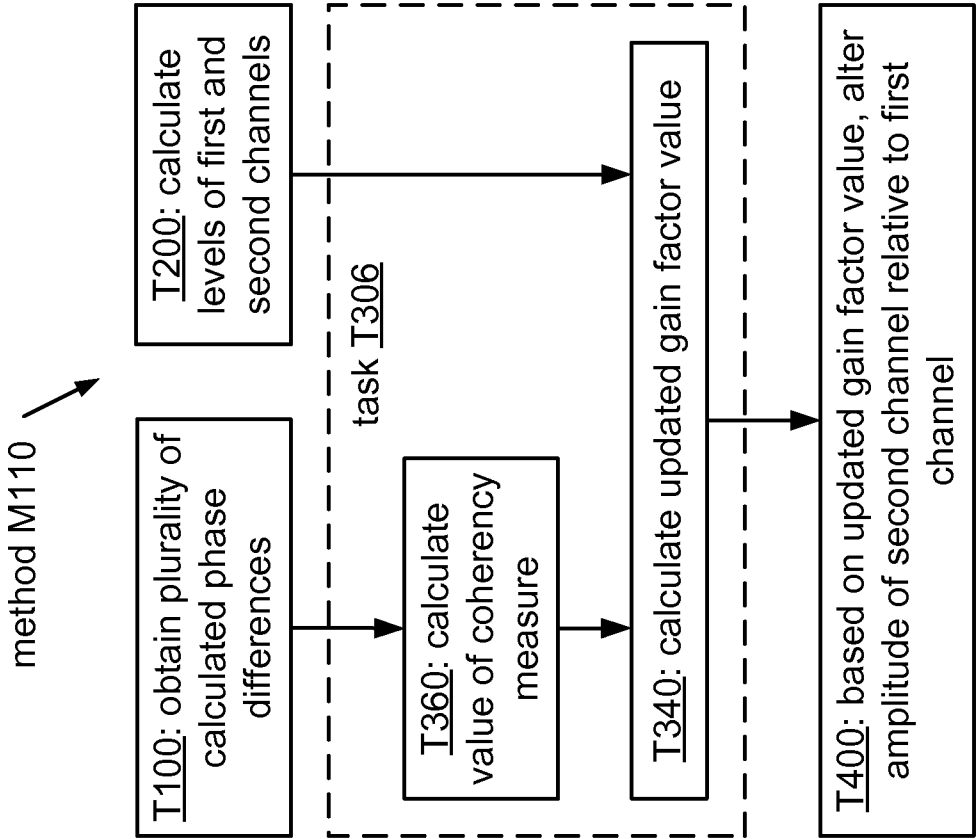 method M110
T100: obtain plurality of
calculated phase
differences
T200: calculate
levels of first and
second channels
task T306
T360: calculate
value of coherency
measure
T340: calculate updated gain factor value
T400: based on updated gain factor value, alter
amplitude of second channel relative to first
channel